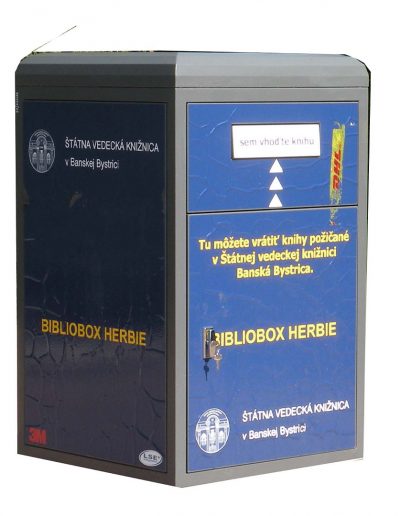 ŠTÁTNA VEDECKÁ KNIŽNICA
v Banskej Bystrici
BIBLIOBOX HERBIE
3M
LSE
sem vhoďte knihu
DHL
Tu môžete vrátiť knihy požičané
v Štátnej vedeckej knižnici
Banská Bystrica.
BIBLIOBOX HERBIE
ŠTÁTNA VEDECKÁ KNIŽNICA
v Banskej Bystrici